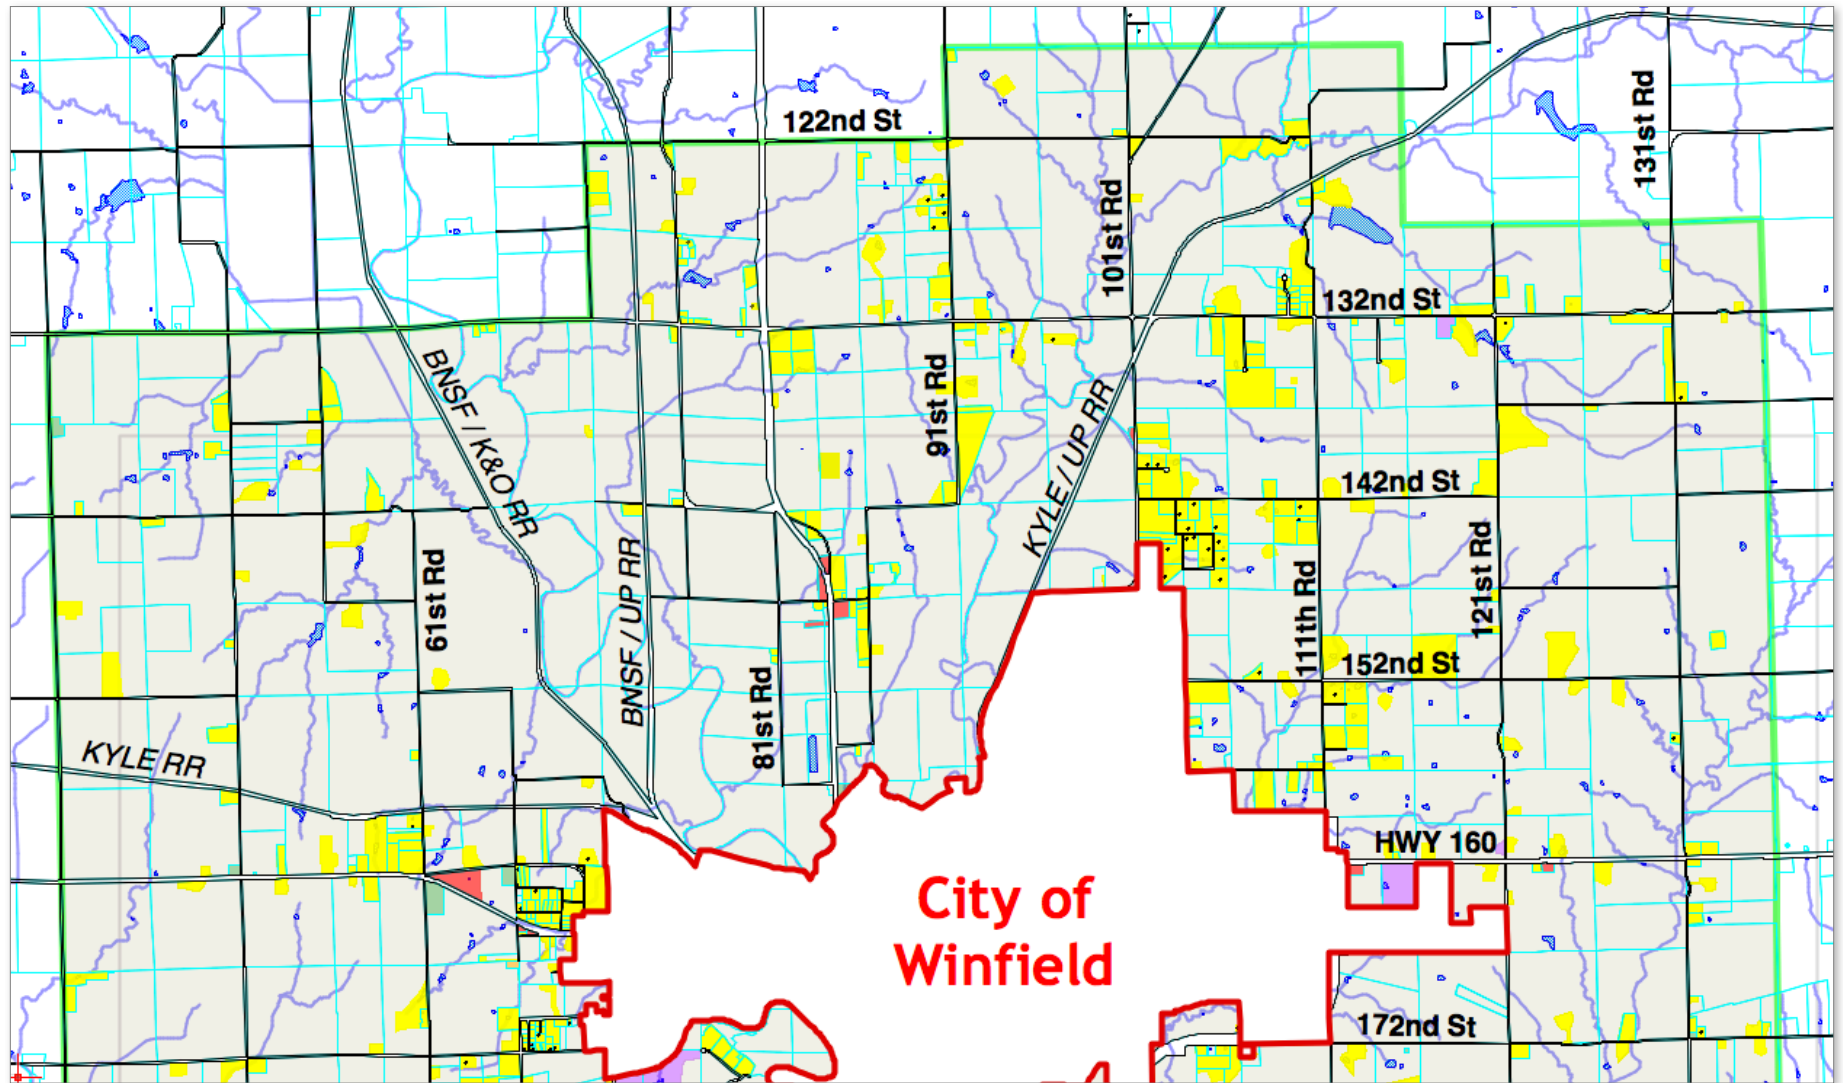 122nd St
131st Rd
101st Rd
132nd St
BNSF / K&O RR
91st Rd
KYLE / UP RR
142nd St
61st Rd
BNSF / UP RR
121st Rd
111th Rd
152nd St
81st Rd
KYLE RR
HWY 160
City of
Winfield
172nd St